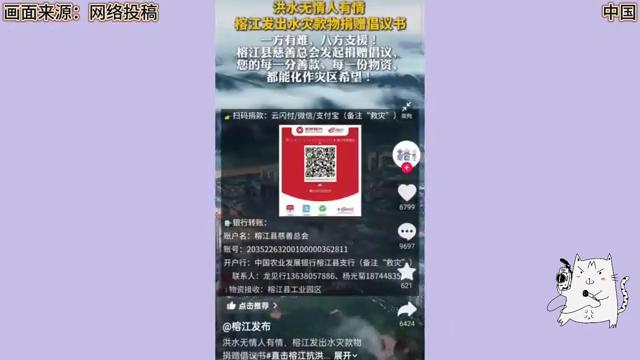 画面来源：网络投稿
中国
洪水无情人有情
榕江发出水灾款物捐赠倡议书
一方有难、八方支援！
榕江县慈善总会发起捐赠倡议，
您的每一分善款、每一份物资，
都能化作灾区希望！
扫码捐款：云闪付/微信/支付宝（备注“救灾”）
银行转账：
账户名：榕江县慈善总会
账号：20352263200100000362811
开户行：中国农业发展银行榕江县支行（备注“救灾”）
联系人：龙见行13638057886、杨光菊18744835
物资接收：榕江县工业园区
6799
9697
621
6424
点击推荐
@榕江发布
洪水无情人有情，榕江发出水灾款物
捐赠倡议书#直击榕江抗洪... 展开